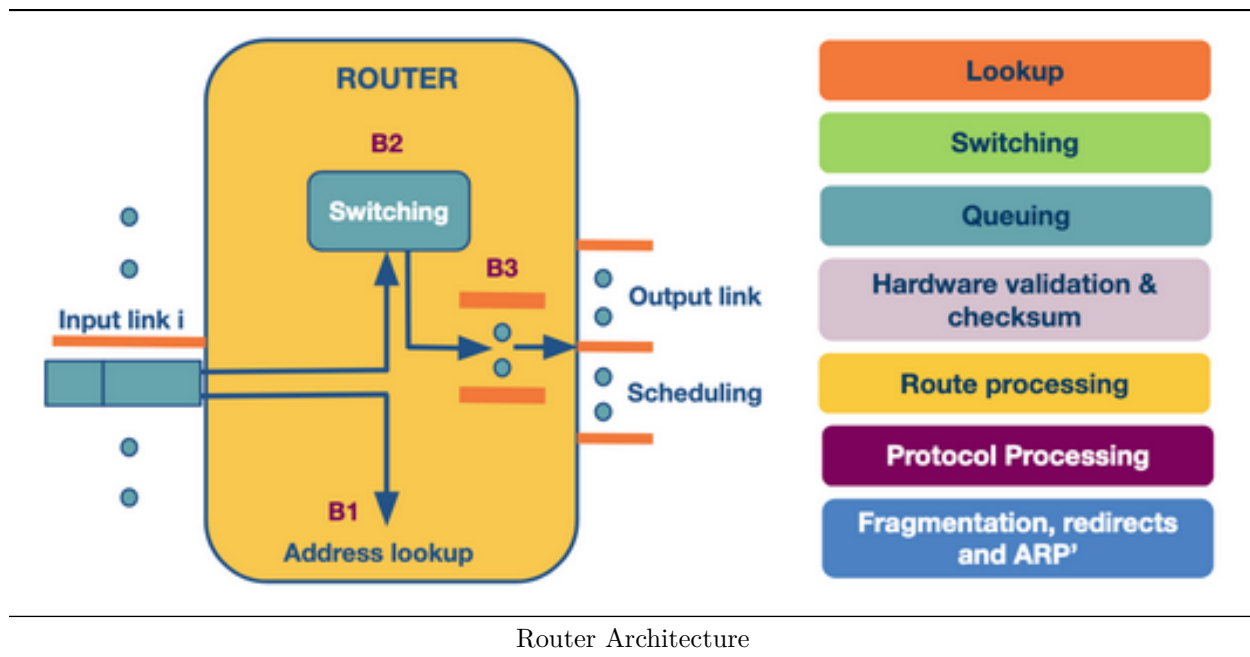 ROUTER
B2
Switching
B3
Input link i
Output link
Scheduling
B1
Address lookup
Lookup
Switching
Queuing
Hardware validation &
checksum
Route processing
Protocol Processing
Fragmentation, redirects
and ARP'
Router Architecture